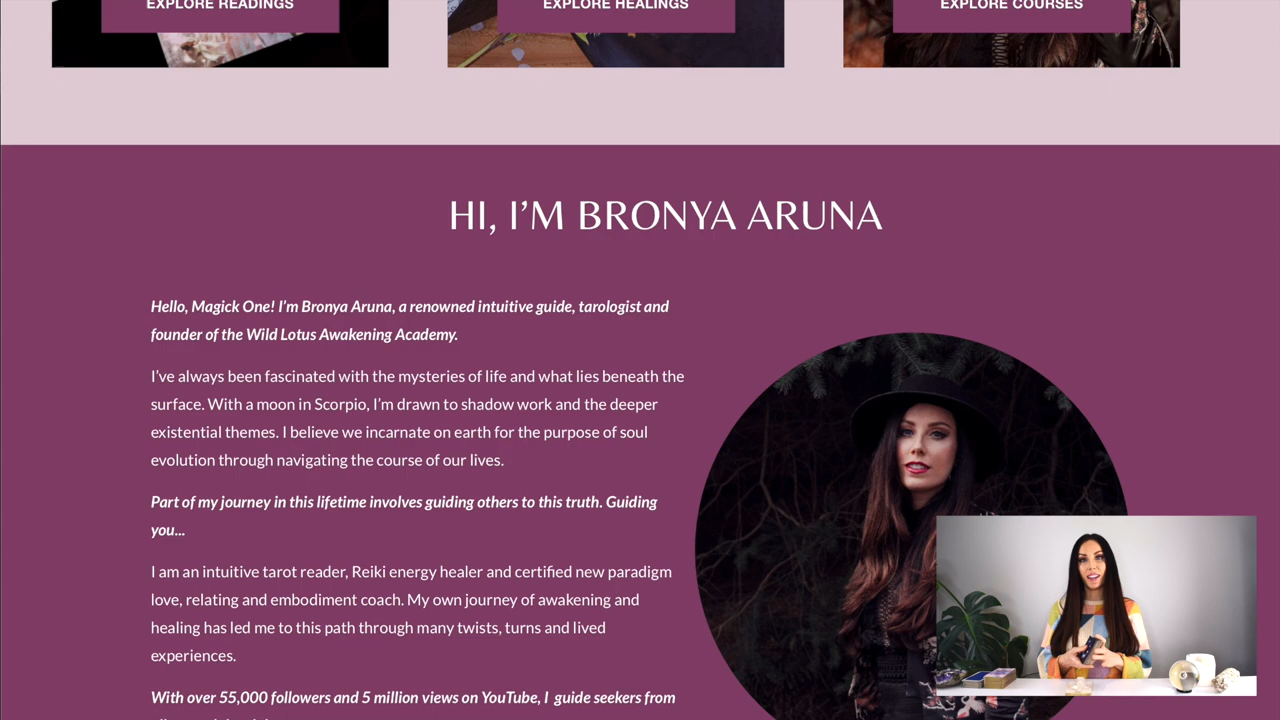 EXPLORE READINGS
EXPLORE HEALINGS
EXPLORE COURSES
HI, I'M BRONYA ARUNA
Hello, Magick One! I'm Bronya Aruna, a renowned intuitive guide, tarologist and
founder of the Wild Lotus Awakening Academy.
I've always been fascinated with the mysteries of life and what lies beneath the
surface. With a moon in Scorpio, I'm drawn to shadow work and the deeper
existential themes. I believe we incarnate on earth for the purpose of soul
evolution through navigating the course of our lives.
Part of my journey in this lifetime involves guiding others to this truth. Guiding
you...
I am an intuitive tarot reader, Reiki energy healer and certified new paradigm
love, relating and embodiment coach. My own journey of awakening and
healing has led me to this path through many twists, turns and lived
experiences.
With over 55,000 followers and 5 million views on YouTube, I guide seekers from